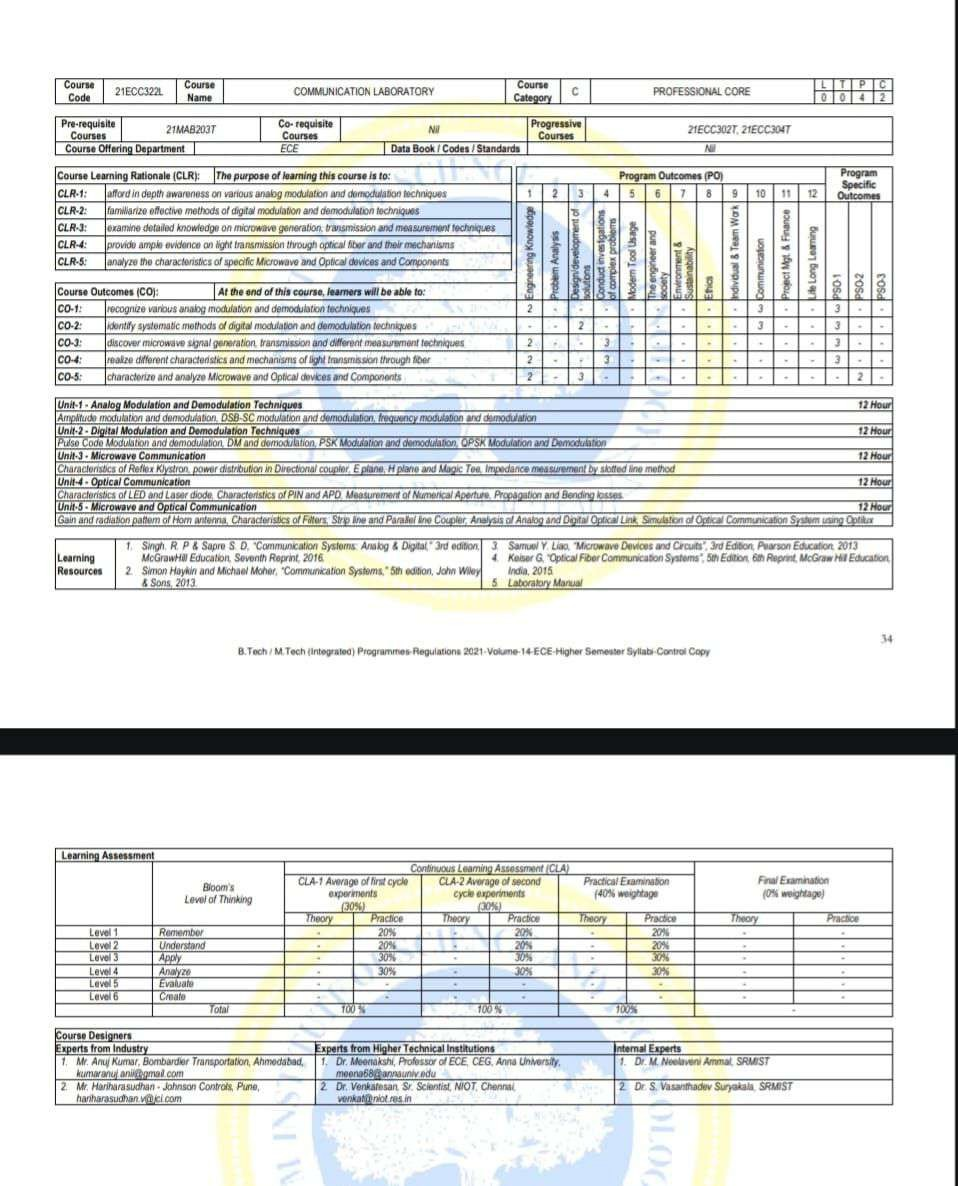 Course Code 21ECC322L Course Name COMMUNICATION LABORATORY Course Category C PROFESSIONAL CORE L T P C
0 0 4 2
Pre-requisite Courses 21MAB203T Co- requisite Courses Nil Progressive Courses 21ECC302T, 21ECC304T
Course Offering Department ECE Data Book / Codes / Standards Nil
Course Learning Rationale (CLR): The purpose of learning this course is to:
CLR-1: afford in depth awareness on various analog modulation and demodulation techniques
CLR-2: familiarize effective methods of digital modulation and demodulation techniques
CLR-3: examine detailed knowledge on microwave generation, transmission and measurement techniques
CLR-4: provide ample evidence on light transmission through optical fiber and their mechanisms
CLR-5: analyze the characteristics of specific Microwave and Optical devices and Components
Program Outcomes (PO)
Program Specific Outcomes
1 2 3 4 5 6 7 8 9 10 11 12
Engineering Knowledge
Problem Analysis
Design/development of solutions
Conduct investigations of complex problems
Modern Tool Usage
The engineer and society
Environment & Sustainability
Ethics
Individual & Team Work
Communication
Project Mgt. & Finance
Life Long Learning
PSO-1
PSO-2
PSO-3
Course Outcomes (CO): At the end of this course, learners will be able to:
CO-1: recognize various analog modulation and demodulation techniques 2 - - - - - - - - 3 - - 3 - -
CO-2: identify systematic methods of digital modulation and demodulation techniques - - 2 - - - - - - 3 - - 3 - -
CO-3: discover microwave signal generation, transmission and different measurement techniques 2 - - 3 - - - - - - - - 3 - -
CO-4: realize different characteristics and mechanisms of light transmission through fiber 2 - - 3 - - - - - - - - 3 - -
CO-5: characterize and analyze Microwave and Optical devices and Components 2 - 3 - - - - - - - - - - 2 -
Unit-1 - Analog Modulation and Demodulation Techniques 12 Hour
Amplitude modulation and demodulation, DSB-SC modulation and demodulation, frequency modulation and demodulation
Unit-2 - Digital Modulation and Demodulation Techniques 12 Hour
Pulse Code Modulation and demodulation, DM and demodulation, PSK Modulation and demodulation, QPSK Modulation and Demodulation
Unit-3 - Microwave Communication 12 Hour
Characteristics of Reflex Klystron, power distribution in Directional coupler, E plane, H plane and Magic Tee, Impedance measurement by slotted line method
Unit-4 - Optical Communication 12 Hour
Characteristics of LED and Laser diode, Characteristics of PIN and APD, Measurement of Numerical Aperture, Propagation and Bending losses.
Unit-5 - Microwave and Optical Communication 12 Hour
Gain and radiation pattern of Horn antenna, Characteristics of Filters, Strip line and Parallel line Coupler, Analysis of Analog and Digital Optical Link, Simulation of Optical Communication System using Optilux
Learning Resources
1. Singh. R. P & Sapre S. D, "Communication Systems: Analog & Digital," 3rd edition,
McGrawHill Education, Seventh Reprint, 2016.
2. Simon Haykin and Michael Moher, "Communication Systems," 5th edition, John Wiley
& Sons, 2013.
3. Samuel Y. Liao, "Microwave Devices and Circuits", 3rd Edition, Pearson Education, 2013
4. Keiser G, "Optical Fiber Communication Systems", 5th Edition, 6th Reprint, McGraw Hill Education,
India, 2015.
5. Laboratory Manual
34
B.Tech / M.Tech (Integrated) Programmes-Regulations 2021-Volume-14-ECE-Higher Semester Syllabi-Control Copy
Learning Assessment
Continuous Learning Assessment (CLA)
Bloom's Level of Thinking
CLA-1 Average of first cycle experiments (30%)
CLA-2 Average of second cycle experiments (30%)
Practical Examination (40% weightage
Final Examination (0% weightage)
Theory Practice Theory Practice Theory Practice Theory Practice
Level 1 Remember - 20% - 20% - 20% - -
Level 2 Understand - 20% - 20% - 20% - -
Level 3 Apply - 30% - 30% - 30% - -
Level 4 Analyze - 30% - 30% - 30% - -
Level 5 Evaluate - - - - - - - -
Level 6 Create - - - - - - - -
Total 100 % 100 % 100% -
Course Designers
Experts from Industry
1. Mr. Anuj Kumar, Bombardier Transportation, Ahmedabad,
kumaranuj.anii@gmail.com
2. Mr. Hariharasudhan - Johnson Controls, Pune,
hariharasudhan.v@jci.com
Experts from Higher Technical Institutions
1. Dr. Meenakshi, Professor of ECE, CEG, Anna University,
meena68@annauniv.edu
2. Dr. Venkatesan, Sr. Scientist, NIOT, Chennai,
venkat@niot.res.in
Internal Experts
1. Dr. M. Neelaveni Ammal, SRMIST
2. Dr. S. Vasanthadev Suryakala, SRMIST